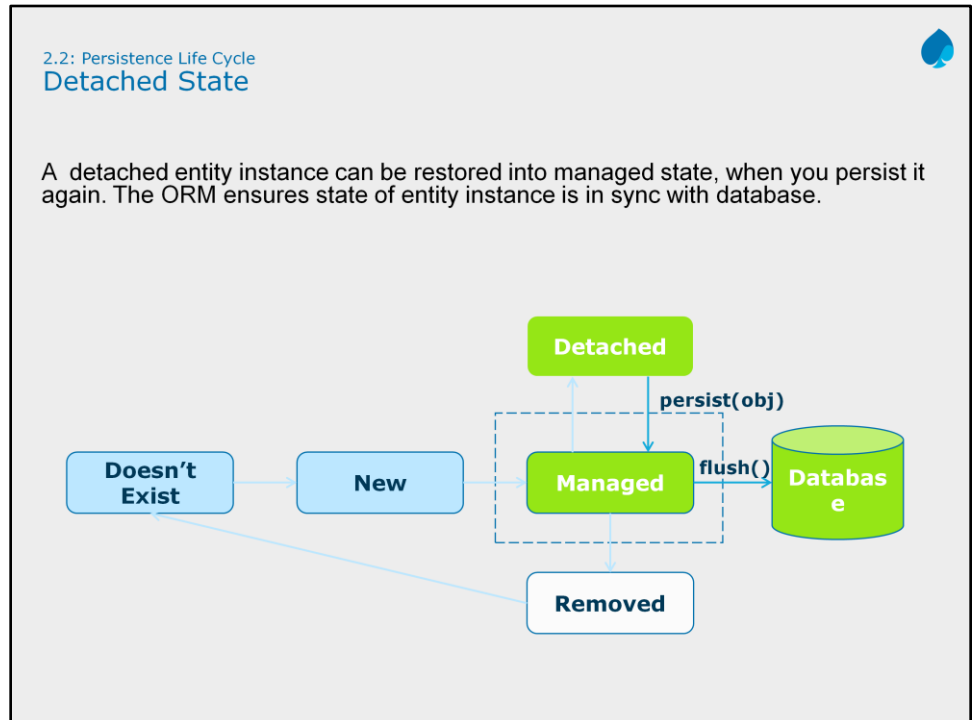 2.2: Persistence Life Cycle
Detached State
A  detached entity instance can be restored into managed state, when you persist it
again. The ORM ensures state of entity instance is in sync with database.
Detached
persist(obj)
Doesn’t
Exist
New
Managed
flush()
Databas
e
Removed